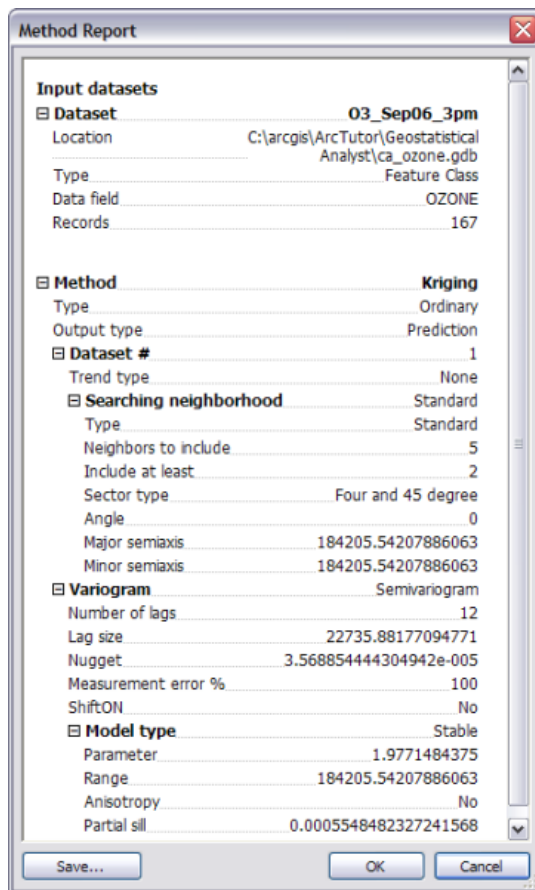 Method Report
Input datasets
Dataset O3_Sep06_3pm
Location C:\arcgis\ArcTutor\Geostatistical
Analyst\ca_ozone.gdb
Type Feature Class
Data field OZONE
Records 167
Method Kriging
Type Ordinary
Output type Prediction
Dataset # 1
Trend type None
Searching neighborhood Standard
Type Standard
Neighbors to include 5
Include at least 2
Sector type Four and 45 degree
Angle 0
Major semiaxis 184205.54207886063
Minor semiaxis 184205.54207886063
Variogram Semivariogram
Number of lags 12
Lag size 22735.88177094771
Nugget 3.568854444304942e-005
Measurement error % 100
ShiftON No
Model type Stable
Parameter 1.9771484375
Range 184205.54207886063
Anisotropy No
Partial sill 0.0005548482327241568
Save... OK Cancel